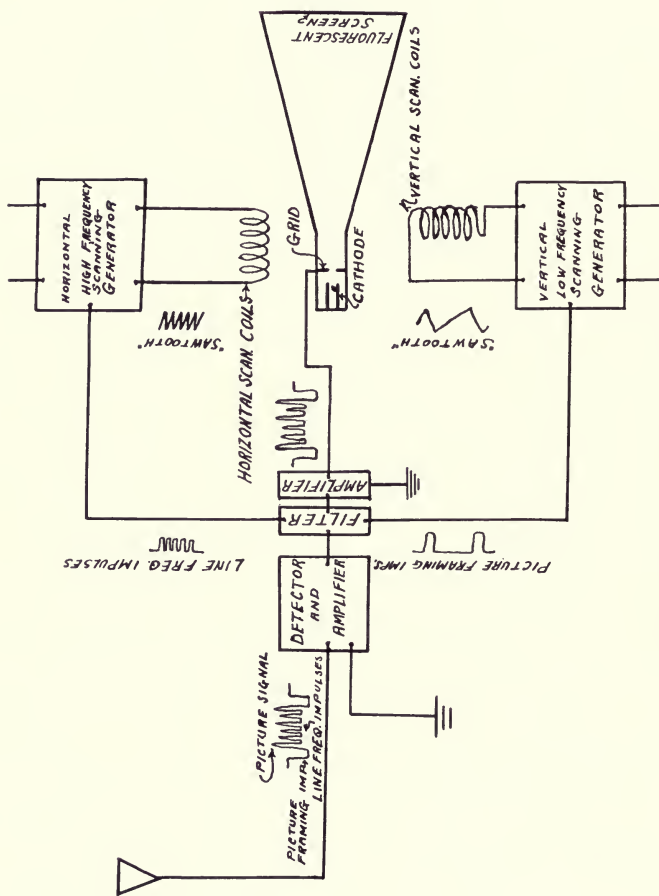 FLUORESCENT
SCREEN
HORIZONTAL
HIGH FREQUENCY
SCANNING
GENERATOR
"SAWTOOTH"
HORIZONTAL SCAN. COILS
GRID
CATHODE
VERTICAL SCAN. COILS
VERTICAL
LOW FREQUENCY
SCANNING
GENERATOR
"SAWTOOTH"
AMPLIFIER
FILTER
LINE FREQ. IMPULSES
PICTURE FRAMING IMPS.
DETECTOR
AND
AMPLIFIER
PICTURE SIGNAL
PICTURE
FRAMING IMP.
LINE FREQ. IMPULSES